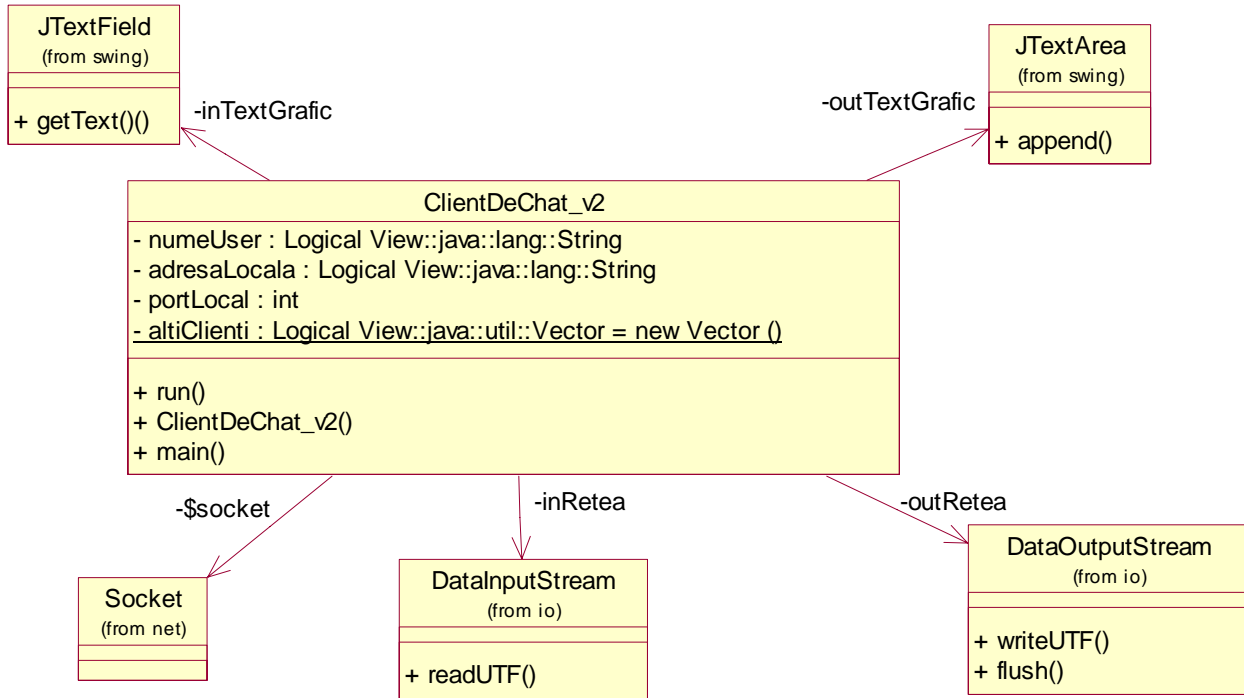 JTextField
(from swing)
+ getText()()
-inTextGrafic
JTextArea
(from swing)
+ append()
-outTextGrafic
ClientDeChat_v2
- numeUser : Logical View::java::lang::String
- adresaLocala : Logical View::java::lang::String
- portLocal : int
- altiClienti : Logical View::java::util::Vector = new Vector ()
+ run()
+ ClientDeChat_v2()
+ main()
-$socket
-inRetea
-outRetea
Socket
(from net)
DataInputStream
(from io)
+ readUTF()
DataOutputStream
(from io)
+ writeUTF()
+ flush()